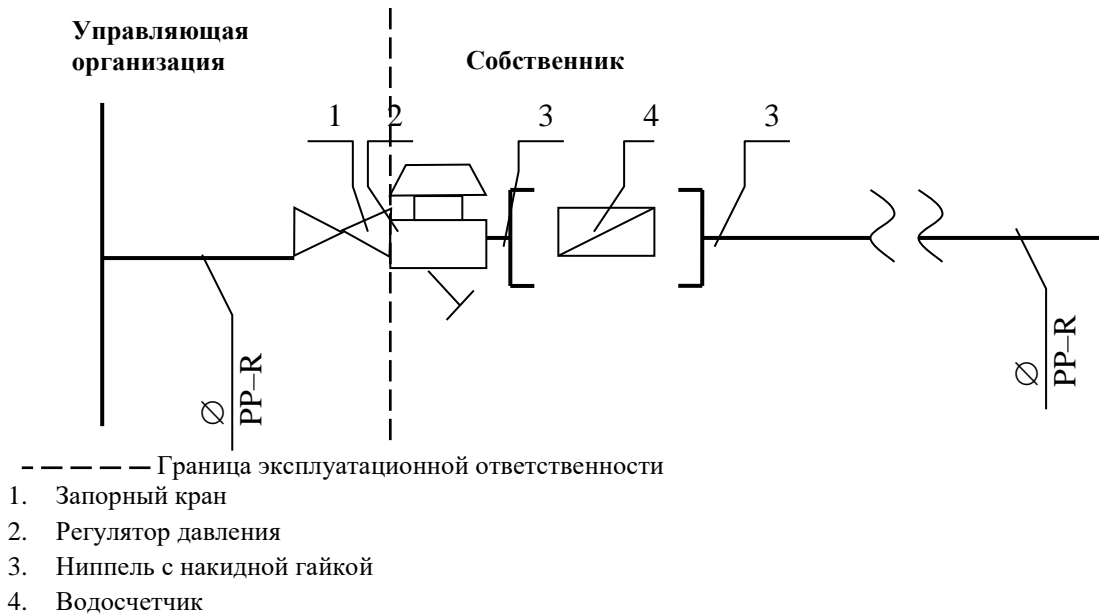 Управляющая
организация
Собственник
1
2
3
4
3
Ø
PP–R
Ø
PP–R
Граница эксплуатационной ответственности
1. Запорный кран
2. Регулятор давления
3. Ниппель с накидной гайкой
4. Водосчетчик